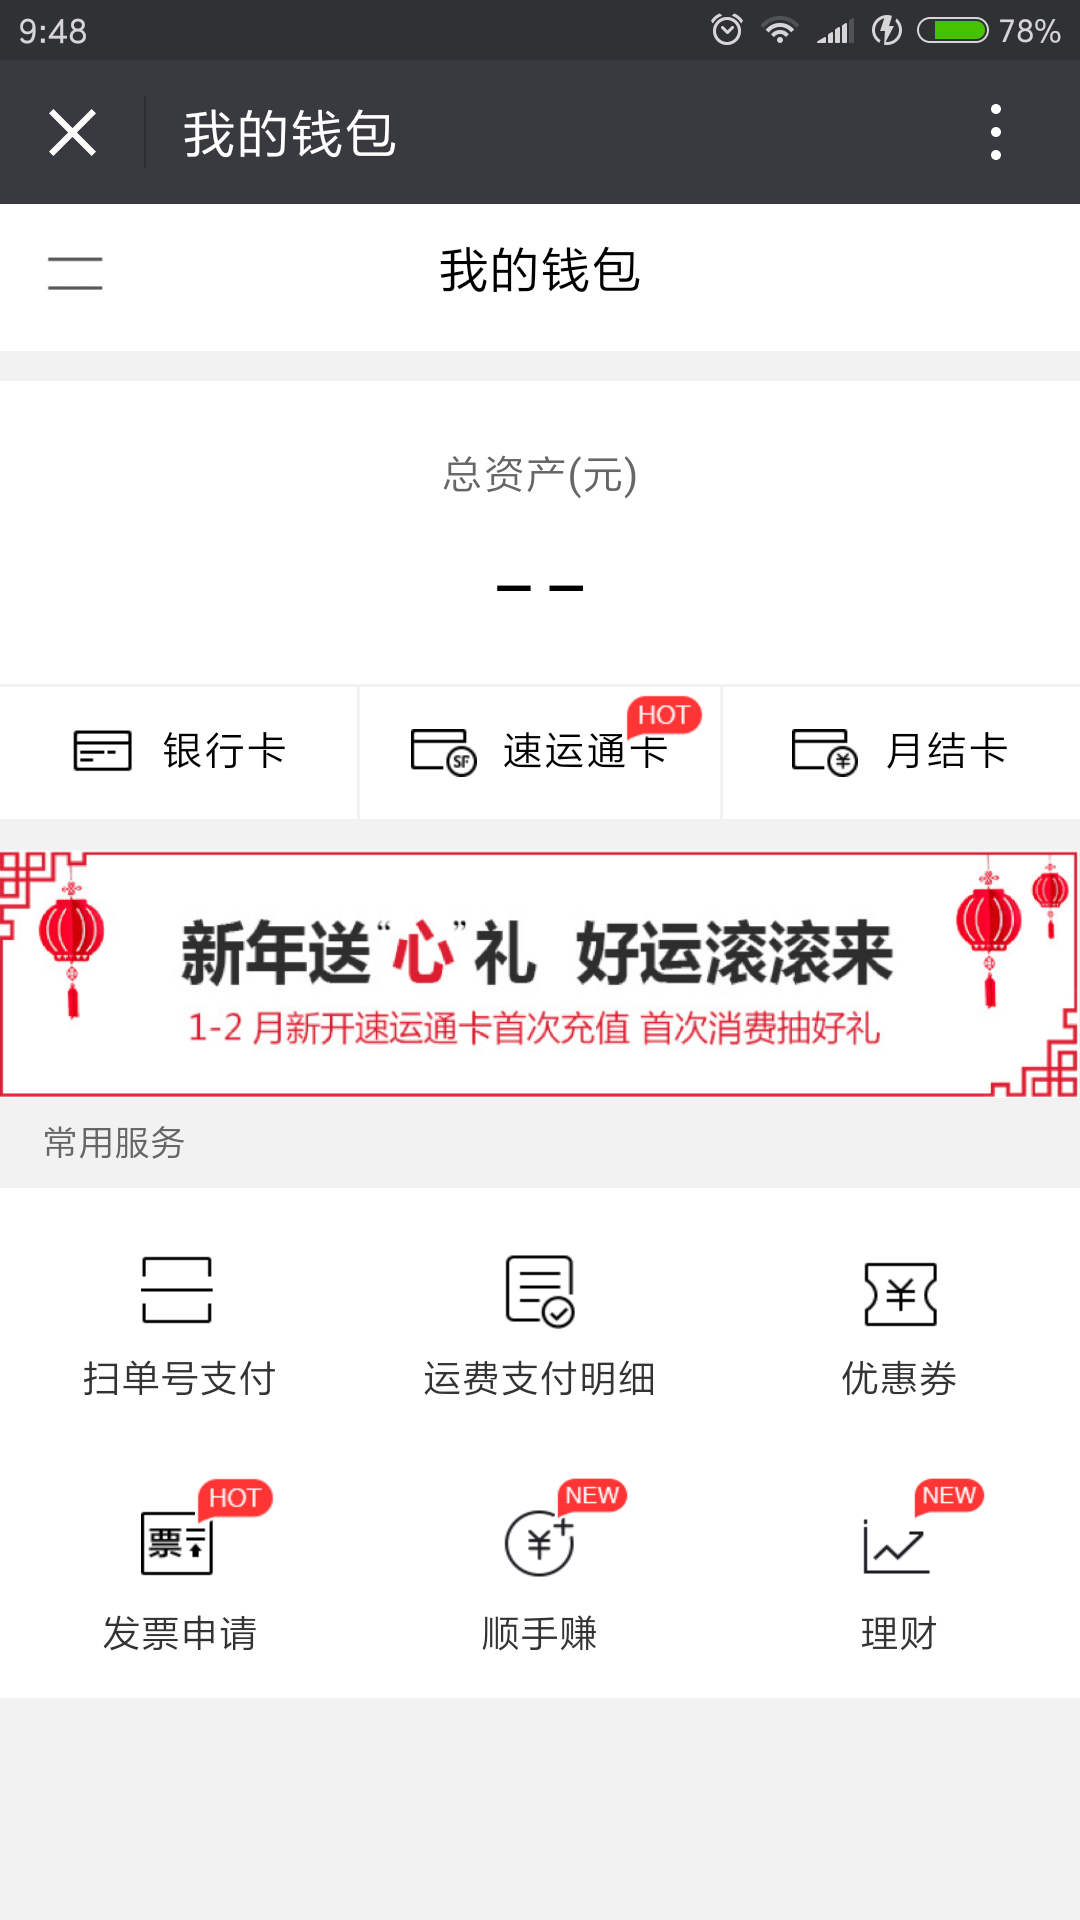 9:48
78%
我的钱包
我的钱包
总资产(元)
– –
银行卡
SF
速运通卡
HOT
¥
月结卡
新年送“心”礼 好运滚滚来
1-2 月新开速运通卡首次充值 首次消费抽好礼
常用服务
扫单号支付
运费支付明细
¥
优惠券
HOT
票
发票申请
NEW
¥
顺手赚
NEW
理财